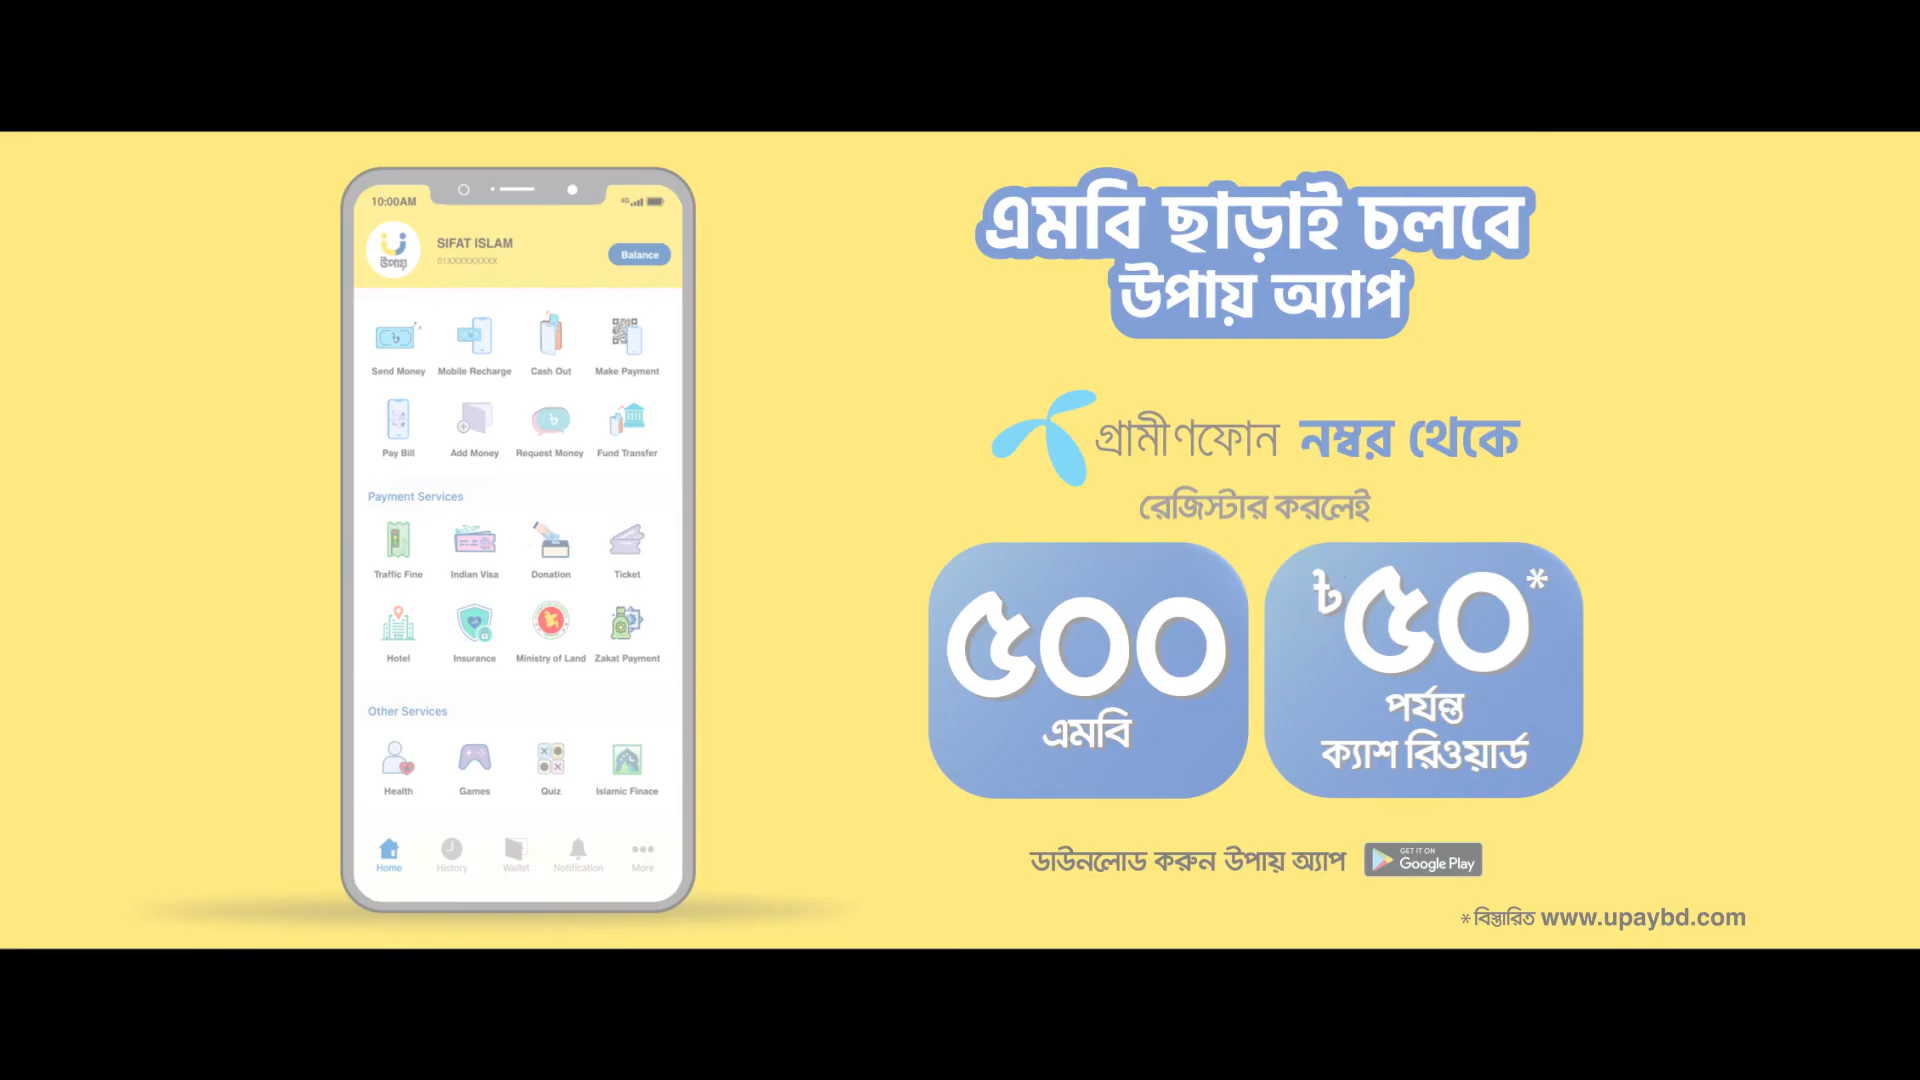 10:00AM
4G
উপায়
SIFAT ISLAM
01XXXXXXXXX
Balance
Send Money Mobile Recharge Cash Out Make Payment
Pay Bill Add Money Request Money Fund Transfer
Payment Services
Traffic Fine Indian Visa Donation Ticket
Hotel Insurance Ministry of Land Zakat Payment
Other Services
Health Games Quiz Islamic Finace
Home History Wallet Notification More
এমবি ছাড়াই চলবে
উপায় অ্যাপ
গ্রামীণফোন নম্বর থেকে
রেজিস্টার করলেই
৫০০
এমবি
৳৫০*
পর্যন্ত
ক্যাশ রিওয়ার্ড
ডাউনলোড করুন উপায় অ্যাপ
GET IT ON
Google Play
*বিস্তারিত www.upaybd.com